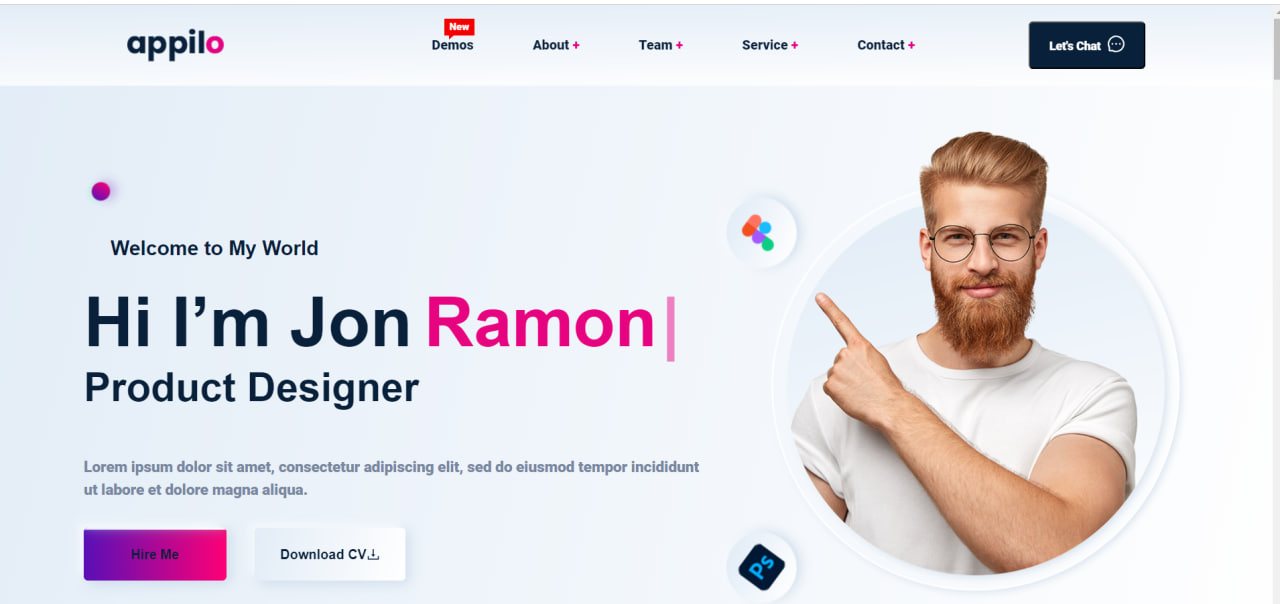 New
appilo
Demos
About +
Team +
Service +
Contact +
Let's Chat
Welcome to My World
Hi I’m Jon Ramon|
Product Designer
Lorem ipsum dolor sit amet, consectetur adipiscing elit, sed do eiusmod tempor incididunt
ut labore et dolore magna aliqua.
Hire Me
Download CV
Ps